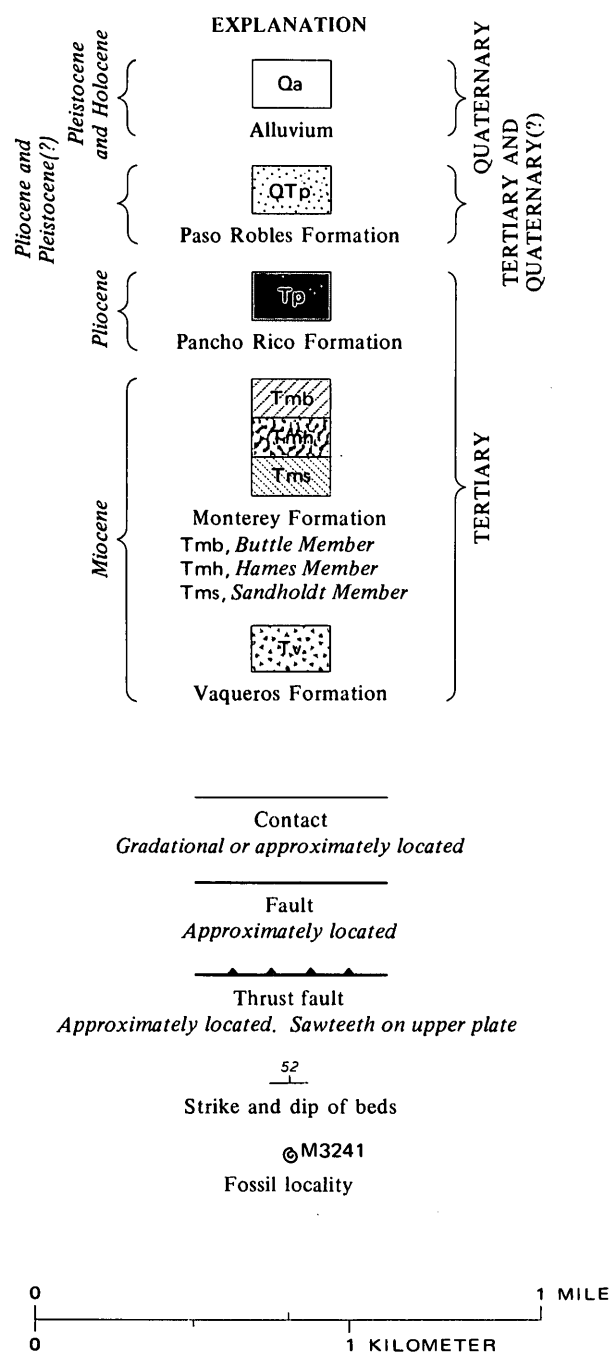 EXPLANATION
Pleistocene
and Holocene
Qa
Alluvium
QUATERNARY
Pliocene and
Pleistocene(?)
QTp
Paso Robles Formation
TERTIARY AND
QUATERNARY(?)
Pliocene
Tp
Pancho Rico Formation
Miocene
Tmb
Tmh
Tms
Monterey Formation
Tmb, Buttle Member
Tmh, Hames Member
Tms, Sandholdt Member
TERTIARY
Tv
Vaqueros Formation
Contact
Gradational or approximately located
Fault
Approximately located
Thrust fault
Approximately located. Sawteeth on upper plate
52
Strike and dip of beds
M3241
Fossil locality
0 1 MILE
0 1 KILOMETER